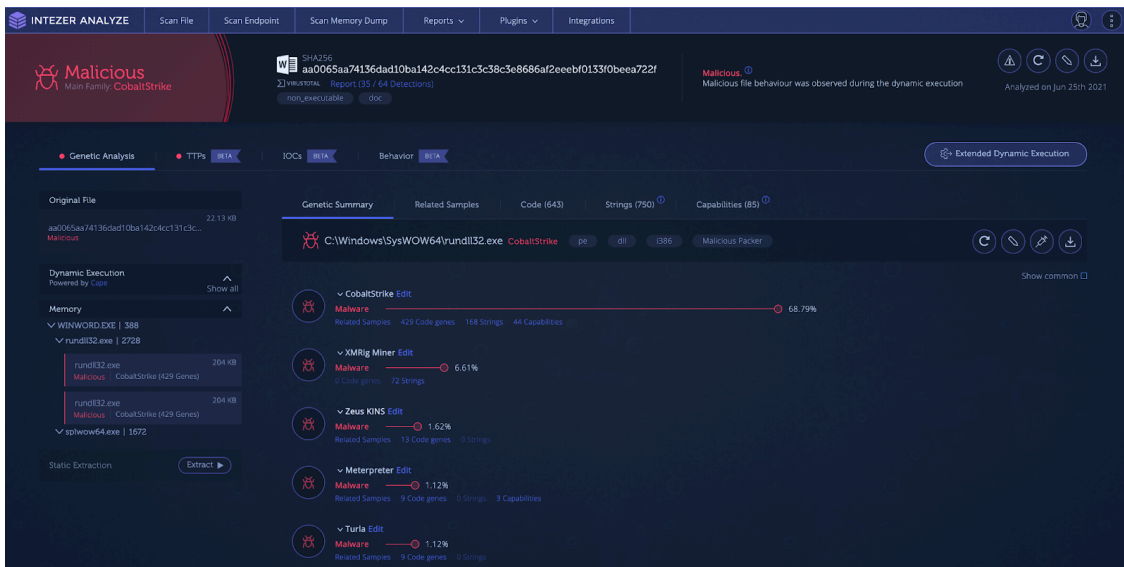 INTEZER ANALYZE
Scan File
Scan Endpoint
Scan Memory Dump
Reports
Plugins
Integrations
Malicious
Main Family: CobaltStrike
SHA256
aa0065aa74136dad10ba142c4cc131c3c38c3e8686af2eeebf0133f0beea722f
VIRUSTOTAL Report (35 / 64 Detections)
non_executable doc
Malicious.
Malicious file behaviour was observed during the dynamic execution
Analyzed on Jun 25th 2021
Genetic Analysis
TTPs BETA
IOCs BETA
Behavior BETA
Extended Dynamic Execution
Original File
22.13 KB
aa0065aa74136dad10ba142c4cc131c3c...
Malicious
Dynamic Execution
Powered by Cape
Show all
Memory
WINWORD.EXE | 388
rundll32.exe | 2728
rundll32.exe 204 KB
Malicious CobaltStrike (429 Genes)
rundll32.exe 204 KB
Malicious CobaltStrike (429 Genes)
splwow64.exe | 1672
Static Extraction Extract
Genetic Summary
Related Samples
Code (643)
Strings (750)
Capabilities (85)
C:\Windows\SysWOW64\rundll32.exe CobaltStrike pe dll i386 Malicious Packer
Show common
CobaltStrike Edit
Malware 68.79%
Related Samples 429 Code genes 168 Strings 44 Capabilities
XMRig Miner Edit
Malware 6.61%
0 Code genes 72 Strings
Zeus KINS Edit
Malware 1.62%
Related Samples 13 Code genes 0 Strings
Meterpreter Edit
Malware 1.12%
Related Samples 9 Code genes 0 Strings 3 Capabilities
Turla Edit
Malware 1.12%
Related Samples 9 Code genes 0 Strings